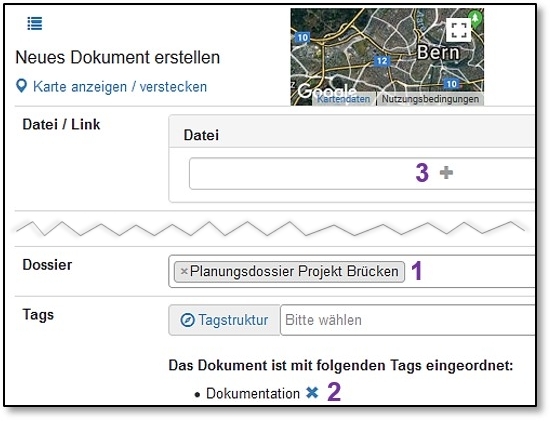 Neues Dokument erstellen
Karte anzeigen / verstecken
10
12
10
6
Bern
Google
Kartendaten
Nutzungsbedingungen
Datei / Link
Datei
3
Dossier
×Planungsdossier Projekt Brücken 1
Tags
Tagstruktur
Bitte wählen
Das Dokument ist mit folgenden Tags eingeordnet:
• Dokumentation 2